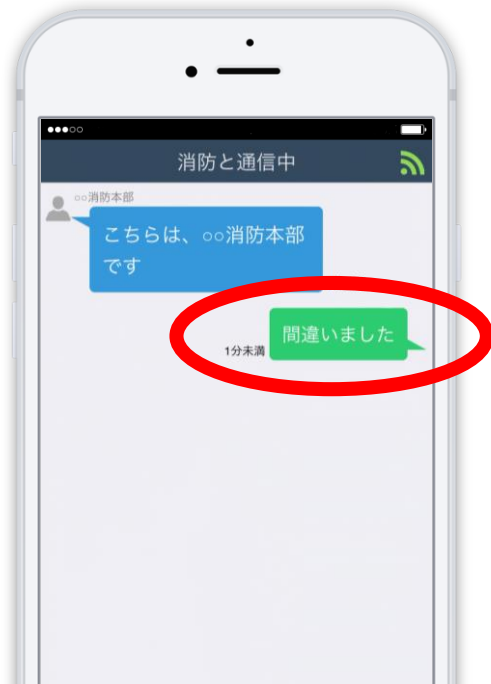 消防と通信中
○○消防本部
こちらは、○○消防本部
です
間違いました
1分未満